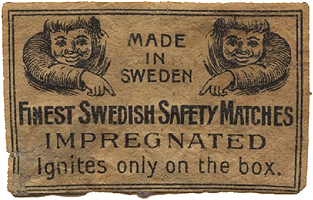 MADE
IN
SWEDEN
FINEST SWEDISH SAFETY MATCHES
IMPREGNATED
Ignites only on the box.